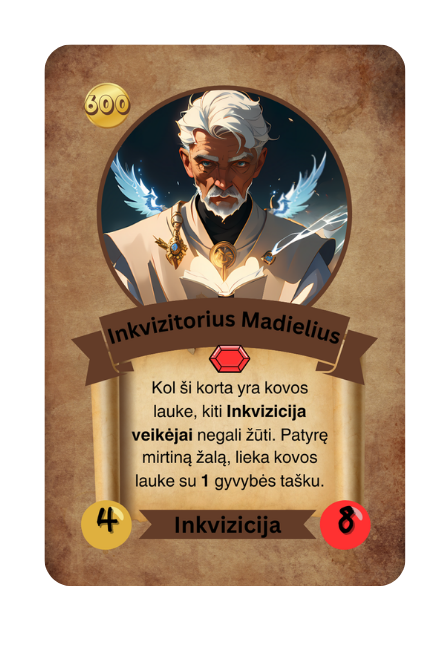 600
Inkvizitorius Madielius
Kol ši korta yra kovos
lauke, kiti Inkvizicija
veikėjai negali žūti. Patyrę
mirtiną žalą, lieka kovos
lauke su 1 gyvybės tašku.
4 Inkvizicija 8